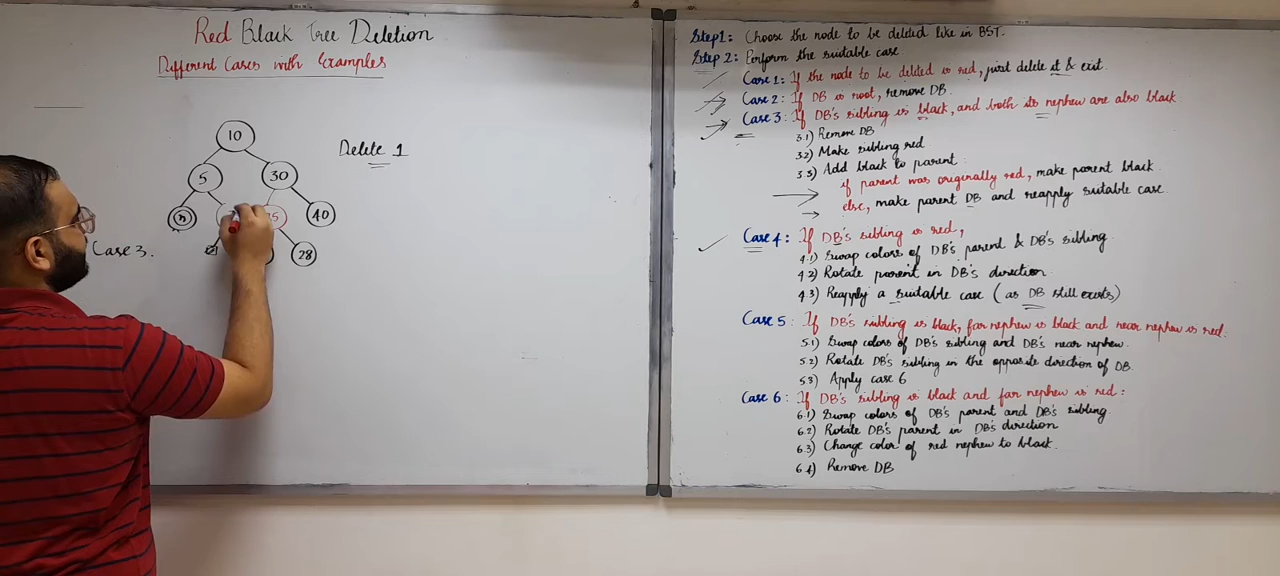 Red Black Tree Deletion
Different Cases with Examples
Delete 1
10
5
30
n
40
28
Case 3.
Step1: Choose the node to be deleted like in BST.
Step 2: Perform the suitable case
Case 1: If the node to be deleted is red, just delete it & exit.
Case 2: If DB is root, remove DB.
Case 3: If DB's sibling is black, and both its nephew are also black
3.1) Remove DB
3.2) Make sibling red
3.3) Add black to parent:
if parent was originally red, make parent black
else, make parent DB and reapply suitable case
Case 4: If DB's sibling is red,
4.1) Swap colors of DB's parent & DB's sibling
4.2) Rotate parent in DB's direction
4.3) Reapply a suitable case (as DB still exists)
Case 5: If DB's sibling is black, far nephew is black and near nephew is red.
5.1) Swap colors of DB's sibling and DB's near nephew.
5.2) Rotate DB's sibling in the opposite direction of DB.
5.3) Apply case 6
Case 6: If DB's sibling is black and far nephew is red:
6.1) Swap colors of DB's parent and DB's sibling
6.2) Rotate DB's parent in DB's direction
6.3) Change color of red nephew to black.
6.4) Remove DB